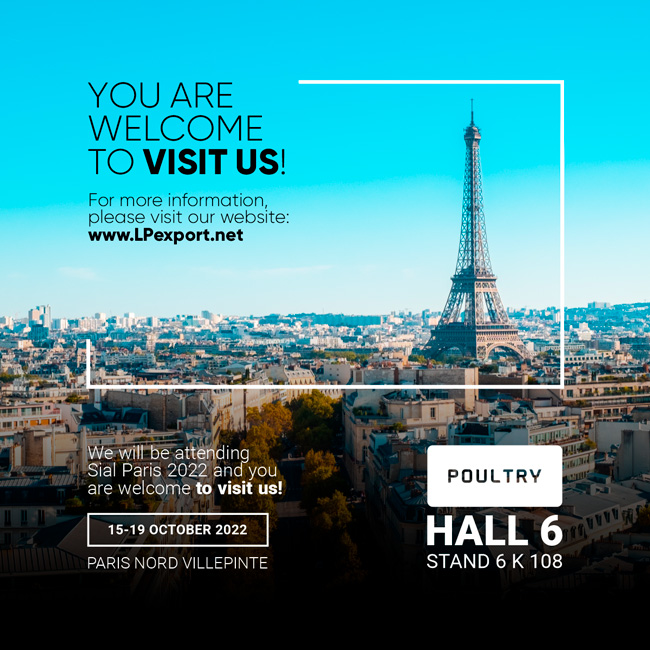 YOU ARE
WELCOME
TO VISIT US!
For more information,
please visit our website:
www.LPexport.net
We will be attending
Sial Paris 2022 and you
are welcome to visit us!
15-19 OCTOBER 2022
PARIS NORD VILLEPINTE
POULTRY
HALL 6
STAND 6 K 108